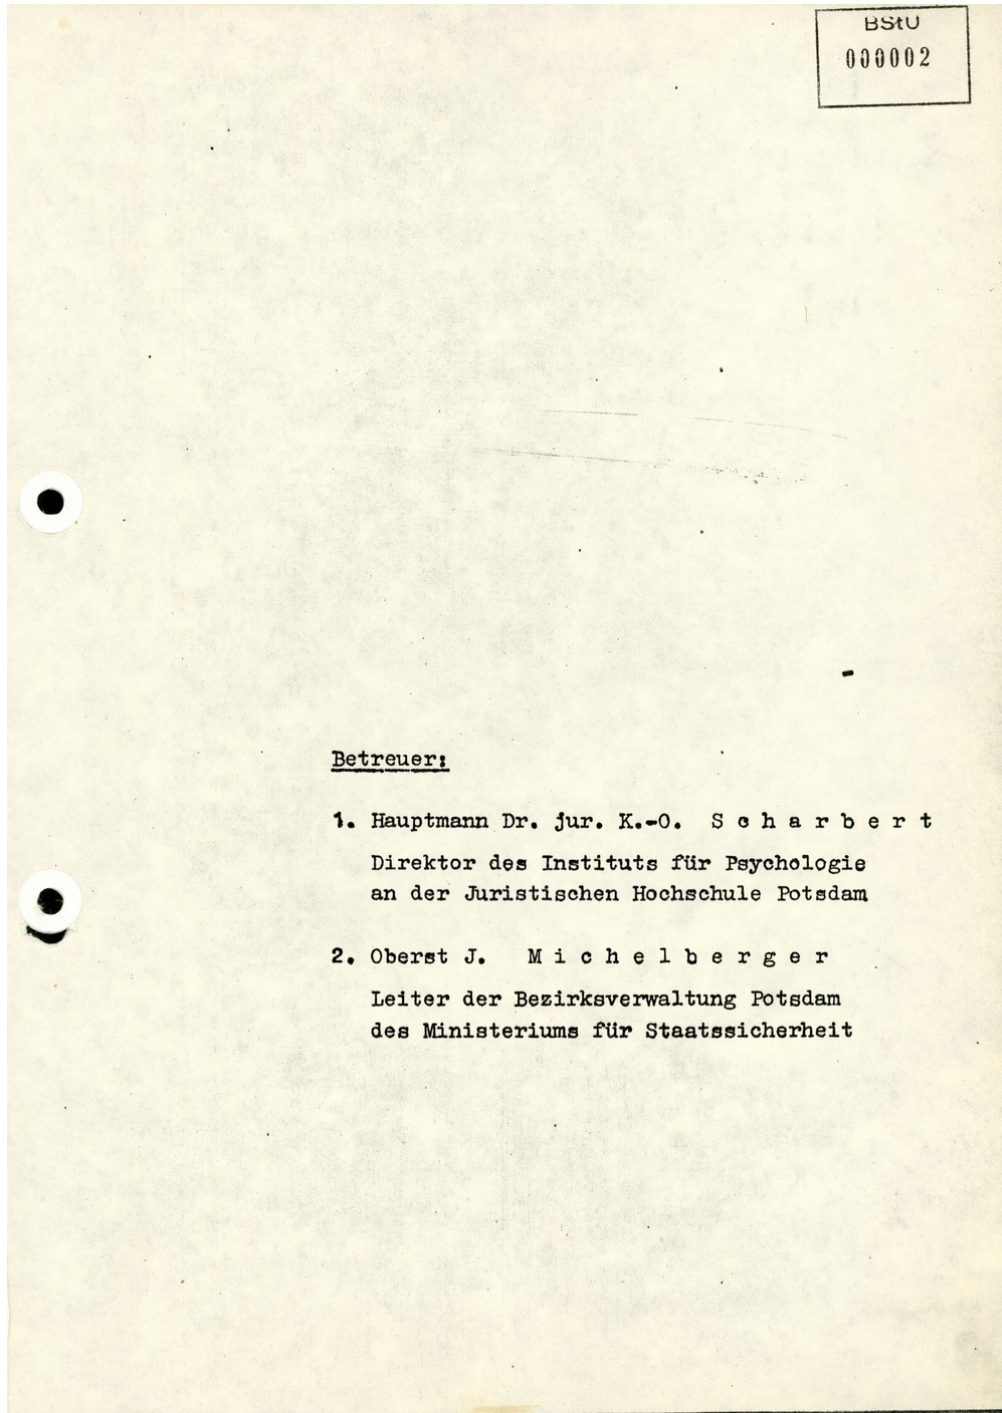 BStU
000002
Betreuer:
1. Hauptmann Dr. jur. K.-O. S c h a r b e r t
Direktor des Instituts für Psychologie
an der Juristischen Hochschule Potsdam
2. Oberst J. M i c h e l b e r g e r
Leiter der Bezirksverwaltung Potsdam
des Ministeriums für Staatssicherheit